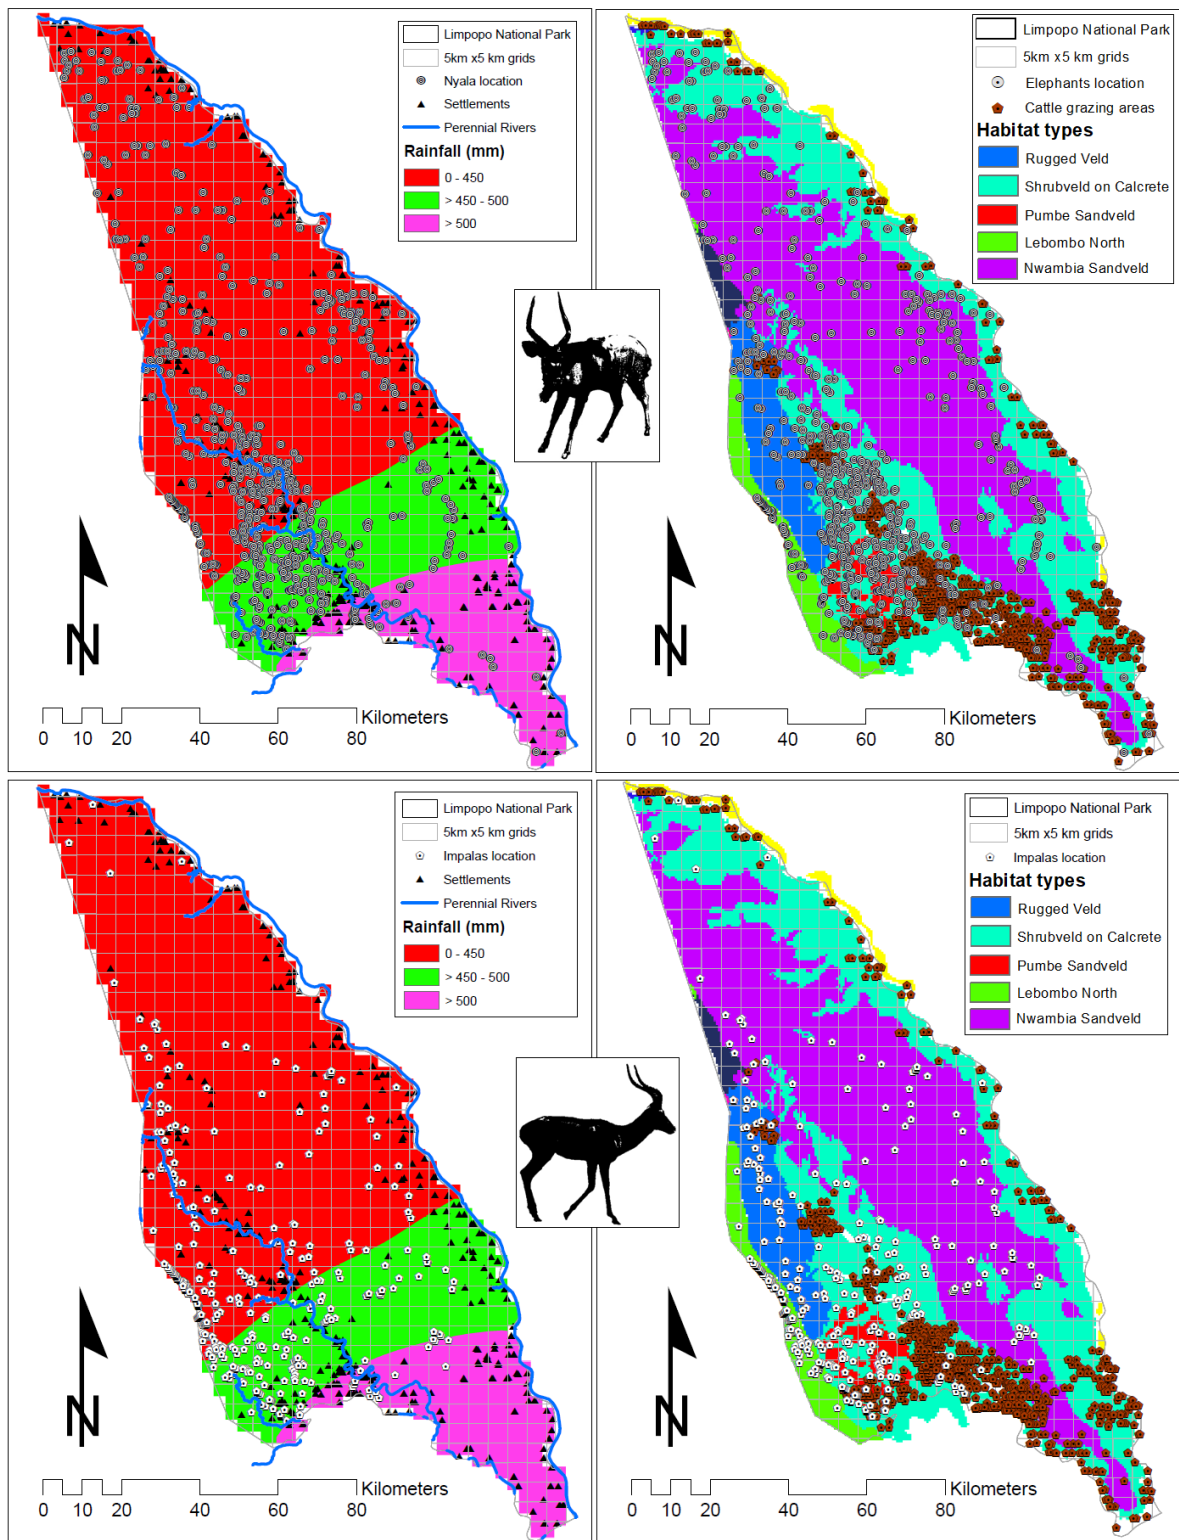 Limpopo National Park
5km x5 km grids
Nyala location
Settlements
Perennial Rivers
Rainfall (mm)
0 - 450
> 450 - 500
> 500
N
Kilometers
0 10 20 40 60 80
Limpopo National Park
5km x5 km grids
Elephants location
Cattle grazing areas
Habitat types
Rugged Veld
Shrubveld on Calcrete
Pumbe Sandveld
Lebombo North
Nwambia Sandveld
N
Kilometers
0 10 20 40 60 80
Limpopo National Park
5km x5 km grids
Impalas location
Settlements
Perennial Rivers
Rainfall (mm)
0 - 450
> 450 - 500
> 500
N
Kilometers
0 10 20 40 60 80
Limpopo National Park
5km x5 km grids
Impalas location
Habitat types
Rugged Veld
Shrubveld on Calcrete
Pumbe Sandveld
Lebombo North
Nwambia Sandveld
N
Kilometers
0 10 20 40 60 80